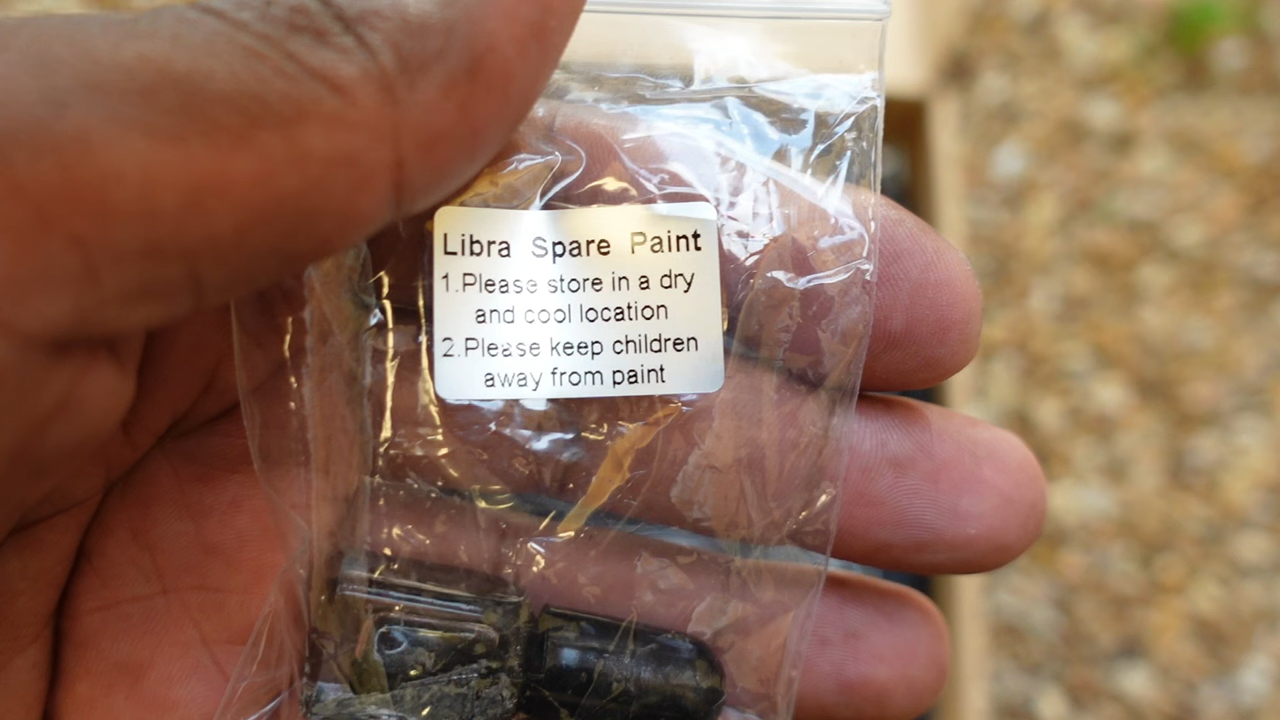 Libra Spare Paint
1.Please store in a dry
and cool location
2.Please keep children
away from paint